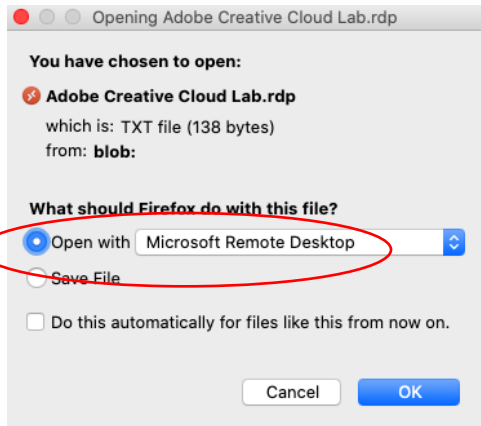 Opening Adobe Creative Cloud Lab.rdp
You have chosen to open:
Adobe Creative Cloud Lab.rdp
which is: TXT file (138 bytes)
from: blob:
What should Firefox do with this file?
Open with Microsoft Remote Desktop
Save File
Do this automatically for files like this from now on.
Cancel OK